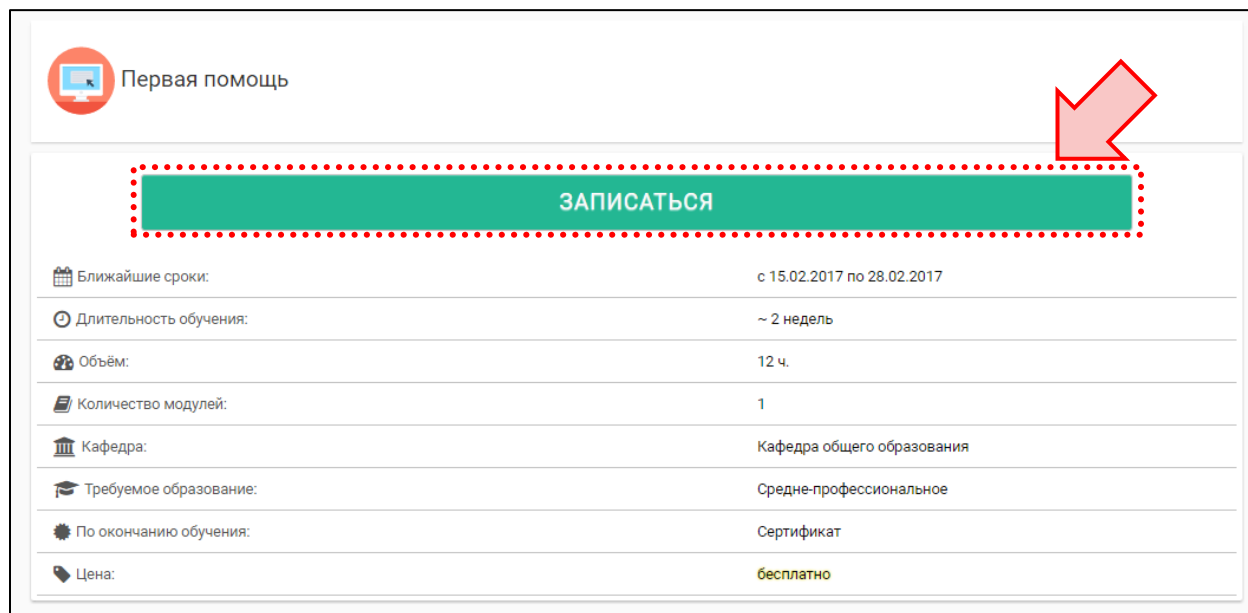 Первая помощь
ЗАПИСАТЬСЯ
Ближайшие сроки: с 15.02.2017 по 28.02.2017
Длительность обучения: ~ 2 недель
Объём: 12 ч.
Количество модулей: 1
Кафедра: Кафедра общего образования
Требуемое образование: Средне-профессиональное
По окончанию обучения: Сертификат
Цена: бесплатно